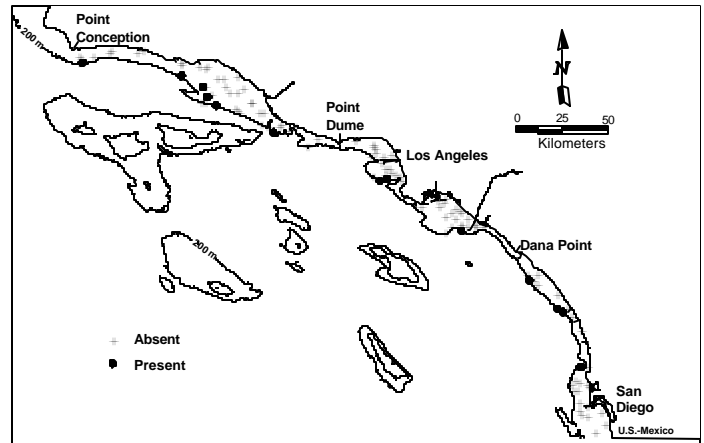 Point
Conception
200 m
N
Point
Dume
0 25 50
Kilometers
Los Angeles
Dana Point
200 m
Absent
Present
San
Diego
U.S.-Mexico